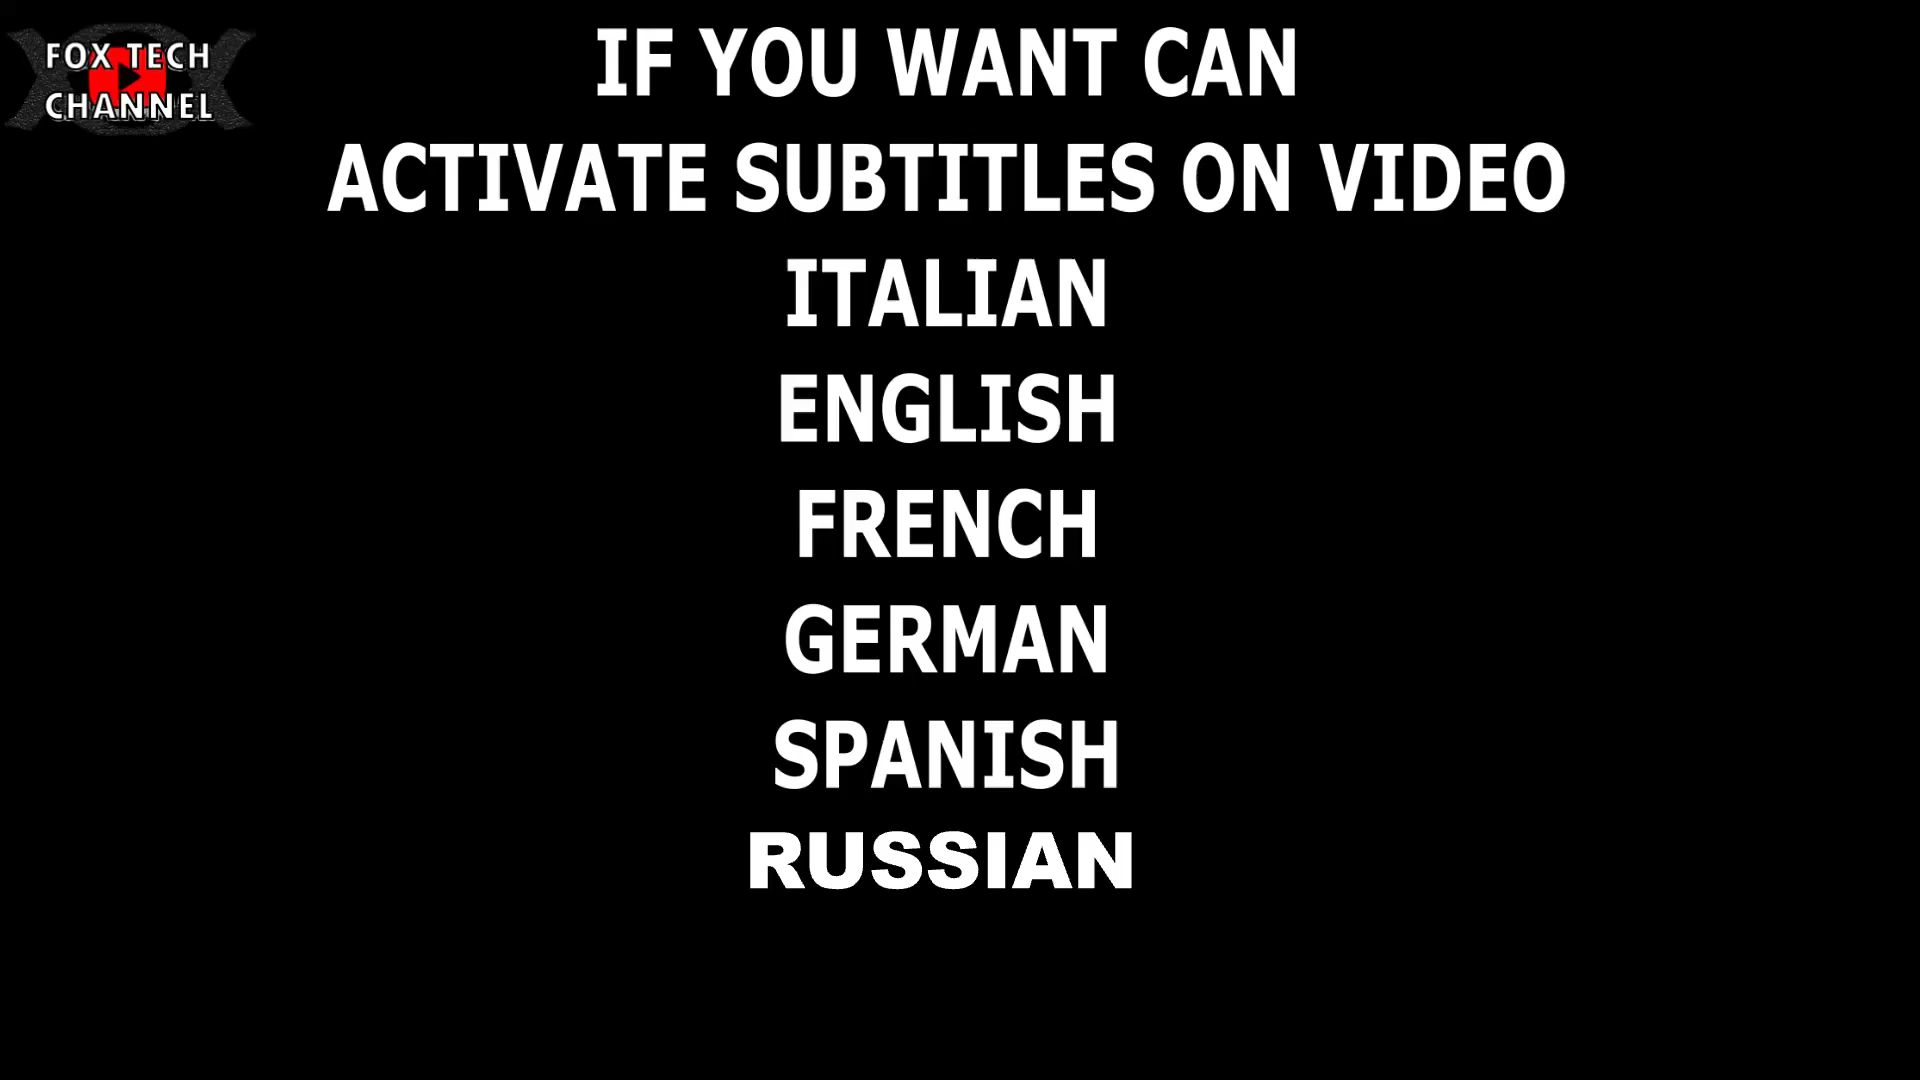 FOX TECH
CHANNEL
IF YOU WANT CAN
ACTIVATE SUBTITLES ON VIDEO
ITALIAN
ENGLISH
FRENCH
GERMAN
SPANISH
RUSSIAN